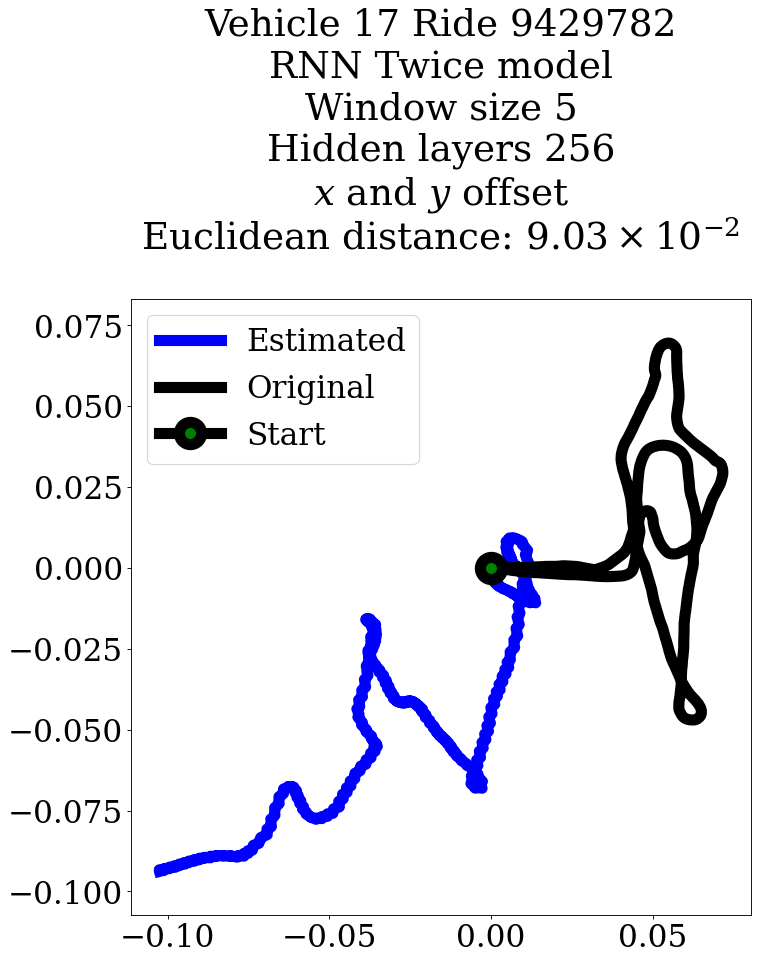 Vehicle 17 Ride 9429782
RNN Twice model
Window size 5
Hidden layers 256
x and y offset
Euclidean distance: 9.03 × 10⁻²
Estimated
Original
Start
0.075
0.050
0.025
0.000
−0.025
−0.050
−0.075
−0.100
−0.10 −0.05 0.00 0.05